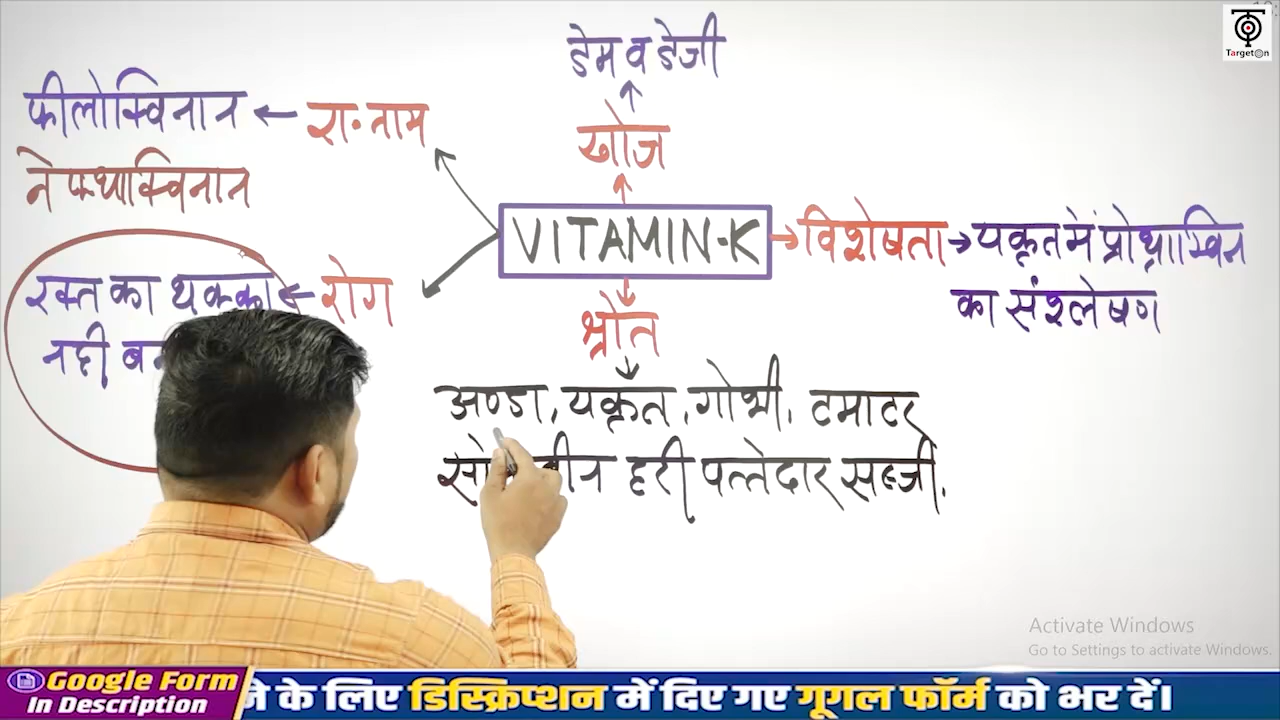 डेम व डेजी
खोज
फीलोक्विनान ← रा॰ नाम
ने फ्थाक्विनान
VITAMIN-K
विशेषता → यकृत में प्रोथ्राम्बिन
का संश्लेषण
रक्त का थक्का ← रोग
नही
श्रोत
अण्डा, यकृत, गोभी, टमाटर
हरी पत्तेदार सब्जी.
TargetOn
Activate Windows
Go to Settings to activate Windows.
Google Form
In Description
के लिए डिस्क्रिप्शन में दिए गए गूगल फॉर्म को भर दें।